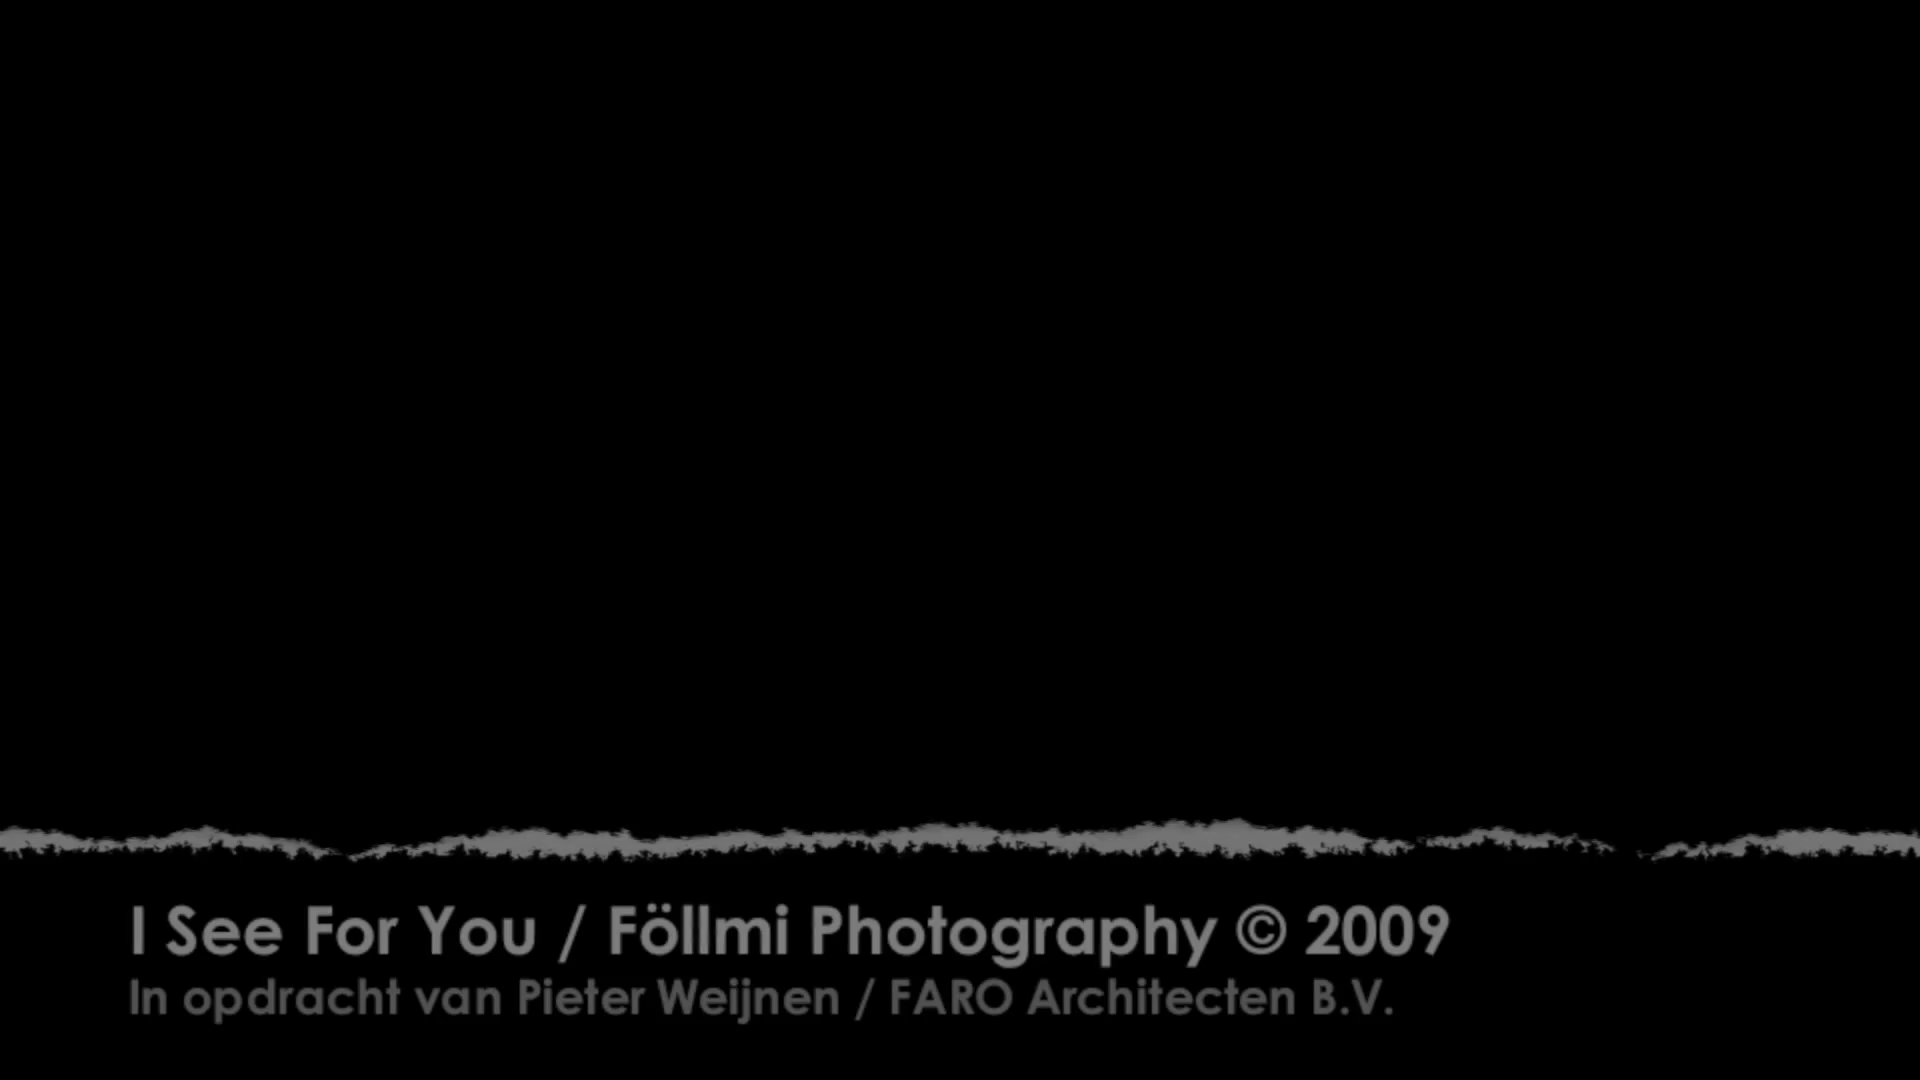 I See For You / Föllmi Photography © 2009
In opdracht van Pieter Weijnen / FARO Architecten B.V.